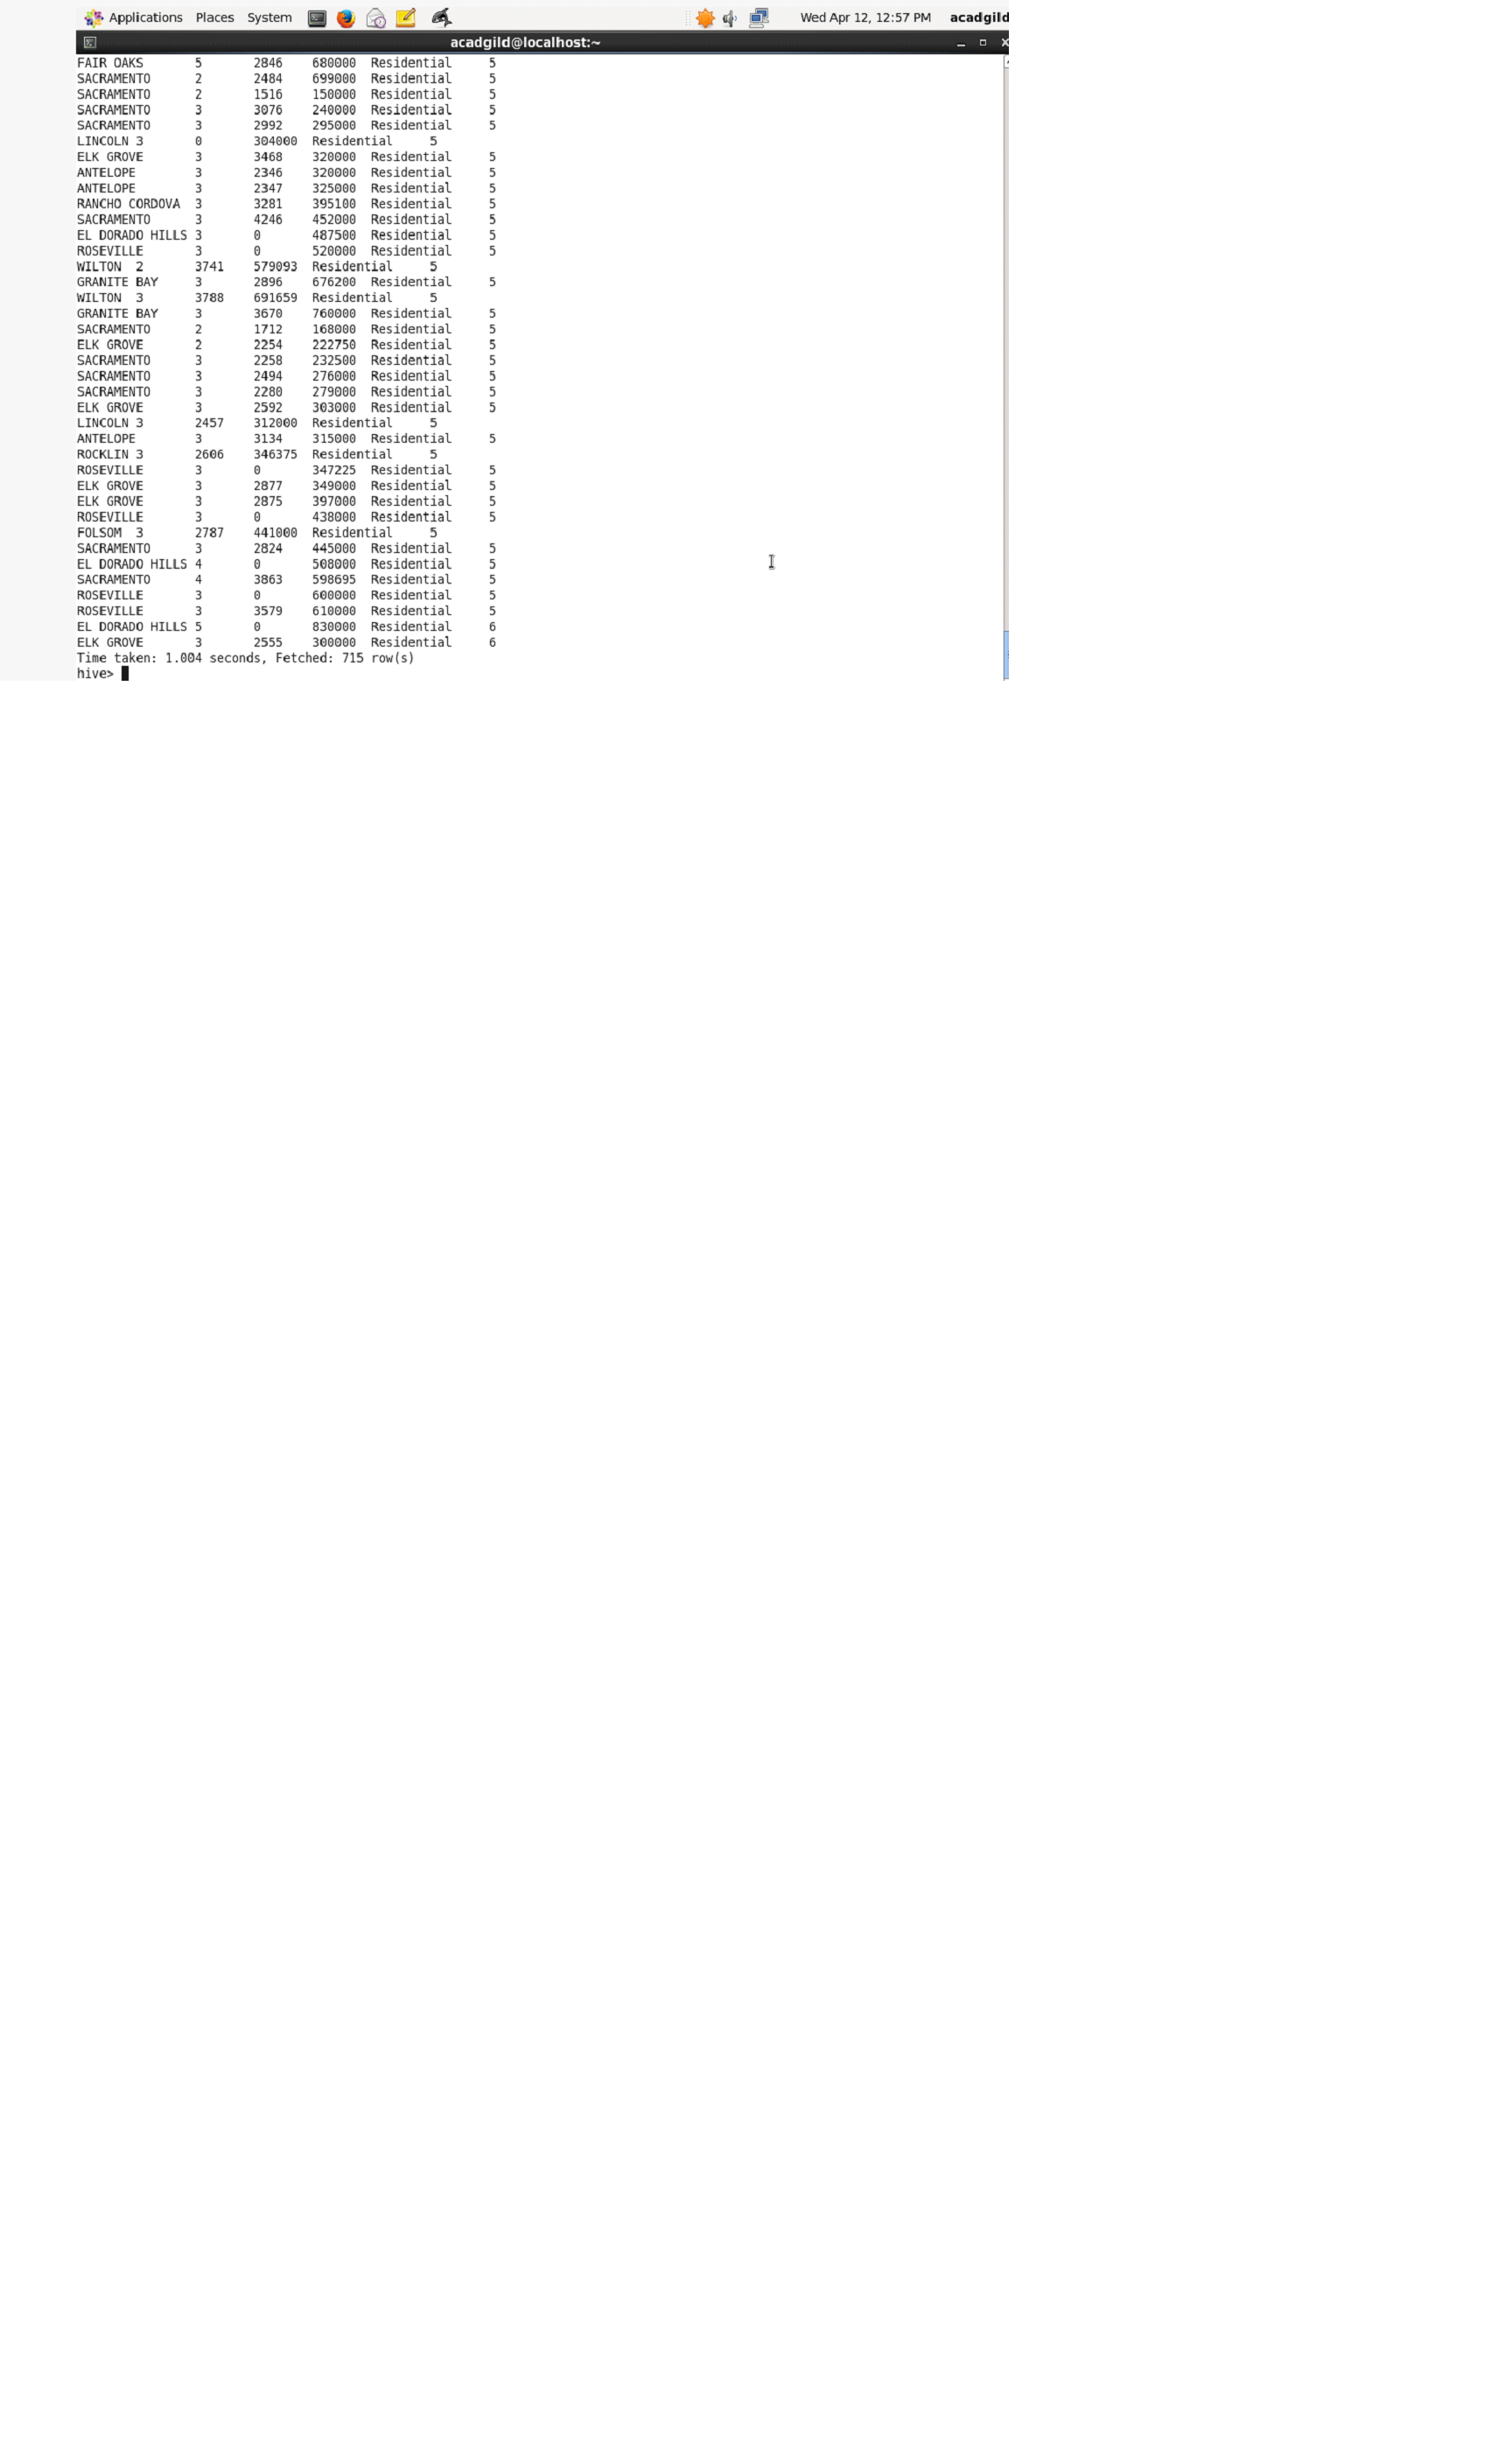 Applications Places System Wed Apr 12, 12:57 PM acadgild
acadgild@localhost:~
FAIR OAKS 5 2846 680000 Residential 5
SACRAMENTO 2 2484 699000 Residential 5
SACRAMENTO 2 1516 150000 Residential 5
SACRAMENTO 3 3076 240000 Residential 5
SACRAMENTO 3 2992 295000 Residential 5
LINCOLN 3 0 304000 Residential 5
ELK GROVE 3 3468 320000 Residential 5
ANTELOPE 3 2346 320000 Residential 5
ANTELOPE 3 2347 325000 Residential 5
RANCHO CORDOVA 3 3281 395100 Residential 5
SACRAMENTO 3 4246 452000 Residential 5
EL DORADO HILLS 3 0 487500 Residential 5
ROSEVILLE 3 0 520000 Residential 5
WILTON 2 3741 579093 Residential 5
GRANITE BAY 3 2896 676200 Residential 5
WILTON 3 3788 691659 Residential 5
GRANITE BAY 3 3670 760000 Residential 5
SACRAMENTO 2 1712 168000 Residential 5
ELK GROVE 2 2254 222750 Residential 5
SACRAMENTO 3 2258 232500 Residential 5
SACRAMENTO 3 2494 276000 Residential 5
SACRAMENTO 3 2280 279000 Residential 5
ELK GROVE 3 2592 303000 Residential 5
LINCOLN 3 2457 312000 Residential 5
ANTELOPE 3 3134 315000 Residential 5
ROCKLIN 3 2606 346375 Residential 5
ROSEVILLE 3 0 347225 Residential 5
ELK GROVE 3 2877 349000 Residential 5
ELK GROVE 3 2875 397000 Residential 5
ROSEVILLE 3 0 438000 Residential 5
FOLSOM 3 2787 441000 Residential 5
SACRAMENTO 3 2824 445000 Residential 5
EL DORADO HILLS 4 0 508000 Residential 5
SACRAMENTO 4 3863 598695 Residential 5
ROSEVILLE 3 0 600000 Residential 5
ROSEVILLE 3 3579 610000 Residential 5
EL DORADO HILLS 5 0 830000 Residential 6
ELK GROVE 3 2555 300000 Residential 6
Time taken: 1.004 seconds, Fetched: 715 row(s)
hive>